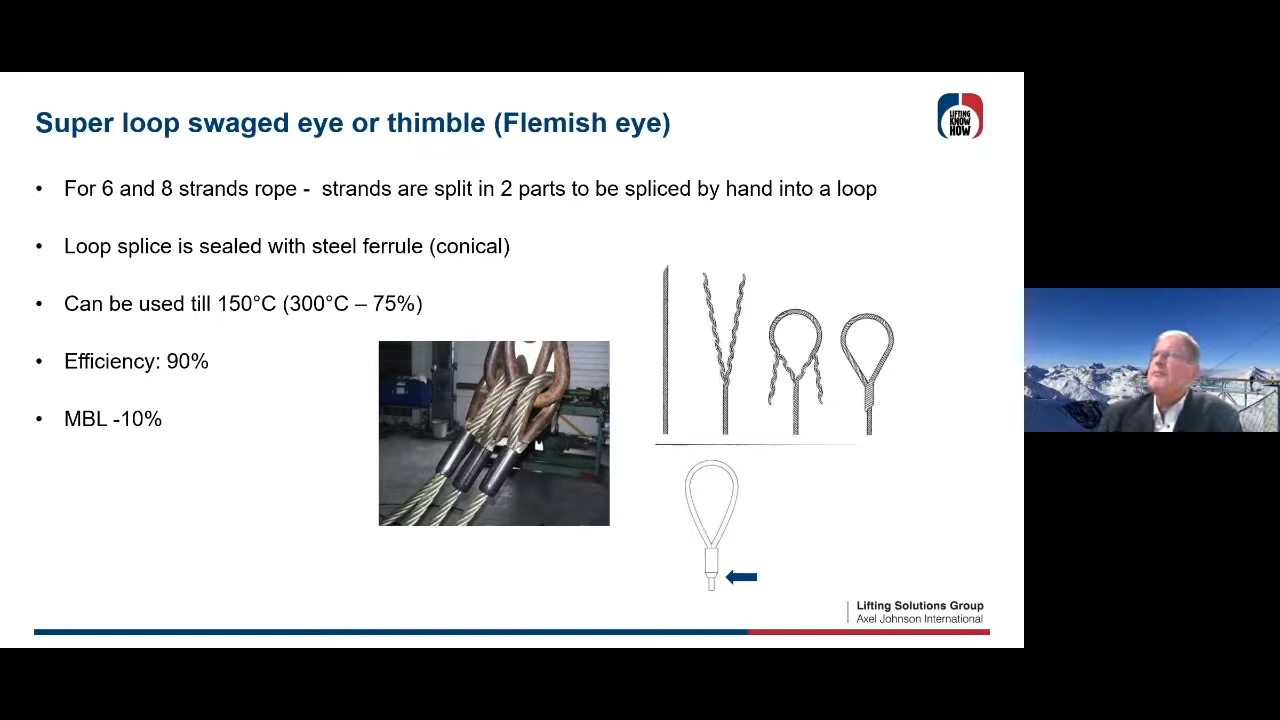 Super loop swaged eye or thimble (Flemish eye)
LIFTING
KNOW
HOW
• For 6 and 8 strands rope - strands are split in 2 parts to be spliced by hand into a loop
• Loop splice is sealed with steel ferrule (conical)
• Can be used till 150°C (300°C – 75%)
• Efficiency: 90%
• MBL -10%
Lifting Solutions Group
Axel Johnson International